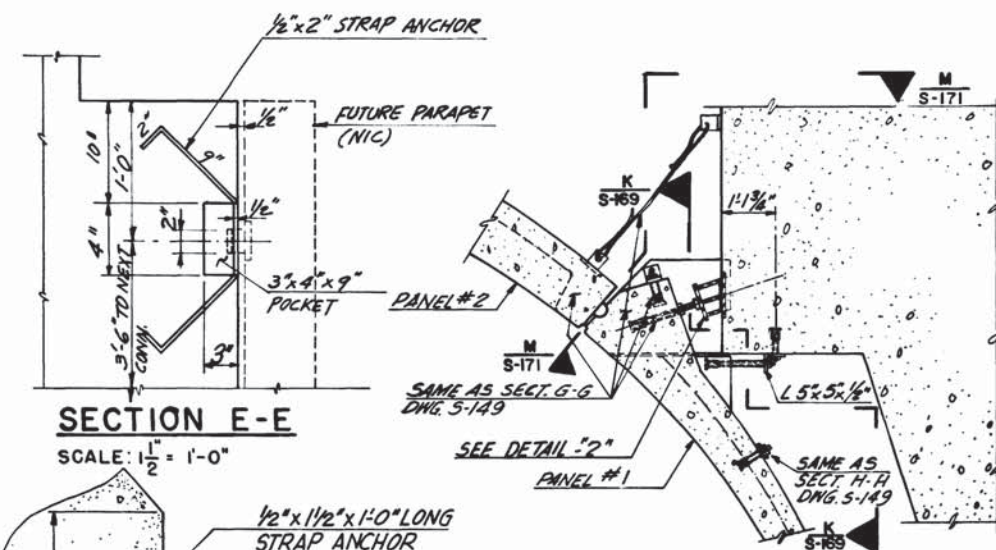 1/2"x2" STRAP ANCHOR
1/2"
FUTURE PARAPET
(NIC)
2"
9"
10"
1'-0"
1/2"
2"
4"
3"x4"x9"
POCKET
3'-6" TO NEXT
CONN.
3"
SECTION E-E
SCALE: 1 1/2" = 1'-0"
1/2"x1 1/2"x1'-0" LONG
STRAP ANCHOR
M
S-171
K
S-169
1'-1 3/4"
PANEL #2
M
S-171
SAME AS SECT. G-G
DWG. S-149
L 5"x5"x1/2"
SEE DETAIL "2"
PANEL #1
SAME AS
SECT. H-H
DWG. S-149
K
S-169